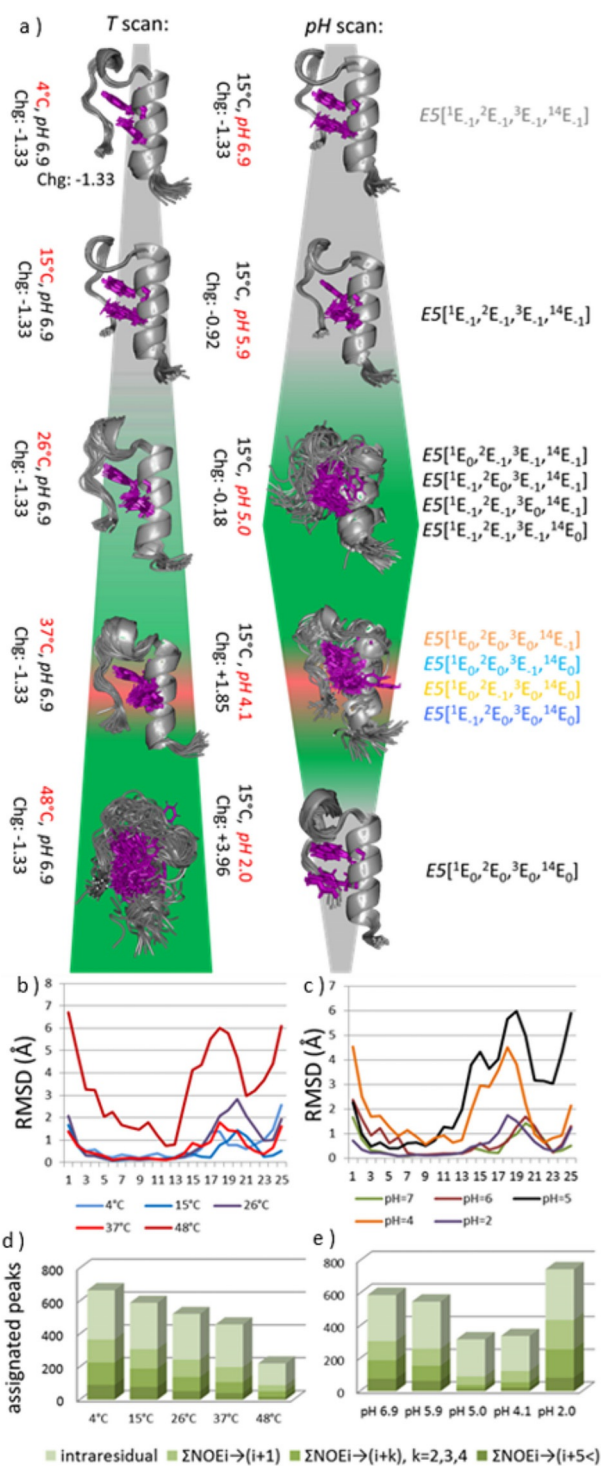 a )
T scan:
pH scan:
4°C, pH 6.9
Chg: -1.33
Chg: -1.33
15°C, pH 6.9
Chg: -1.33
E5[¹E₋₁,²E₋₁,³E₋₁,¹⁴E₋₁]
15°C, pH 6.9
Chg: -1.33
15°C, pH 5.9
Chg: -0.92
E5[¹E₋₁,²E₋₁,³E₋₁,¹⁴E₋₁]
26°C, pH 6.9
Chg: -1.33
15°C, pH 5.0
Chg: -0.18
E5[¹E₀,²E₋₁,³E₋₁,¹⁴E₋₁]
E5[¹E₋₁,²E₀,³E₋₁,¹⁴E₋₁]
E5[¹E₋₁,²E₋₁,³E₀,¹⁴E₋₁]
E5[¹E₋₁,²E₋₁,³E₋₁,¹⁴E₀]
37°C, pH 6.9
Chg: -1.33
15°C, pH 4.1
Chg: +1.85
E5[¹E₀,²E₀,³E₀,¹⁴E₋₁]
E5[¹E₀,²E₀,³E₋₁,¹⁴E₀]
E5[¹E₀,²E₋₁,³E₀,¹⁴E₀]
E5[¹E₋₁,²E₀,³E₀,¹⁴E₀]
48°C, pH 6.9
Chg: -1.33
15°C, pH 2.0
Chg: +3.96
E5[¹E₀,²E₀,³E₀,¹⁴E₀]
b )
RMSD (Å)
8
7
6
5
4
3
2
1
0
1 3 5 7 9 11 13 15 17 19 21 23 25
4°C 15°C 26°C
37°C 48°C
c )
RMSD (Å)
7
6
5
4
3
2
1
0
1 3 5 7 9 11 13 15 17 19 21 23 25
pH=7 pH=6 pH=5
pH=4 pH=2
d )
assignated peaks
800
600
400
200
0
4°C 15°C 26°C 37°C 48°C
e )
800
600
400
200
0
pH 6.9 pH 5.9 pH 5.0 pH 4.1 pH 2.0
intraresidual ΣNOEi→(i+1) ΣNOEi→(i+k), k=2,3,4 ΣNOEi→(i+5<)